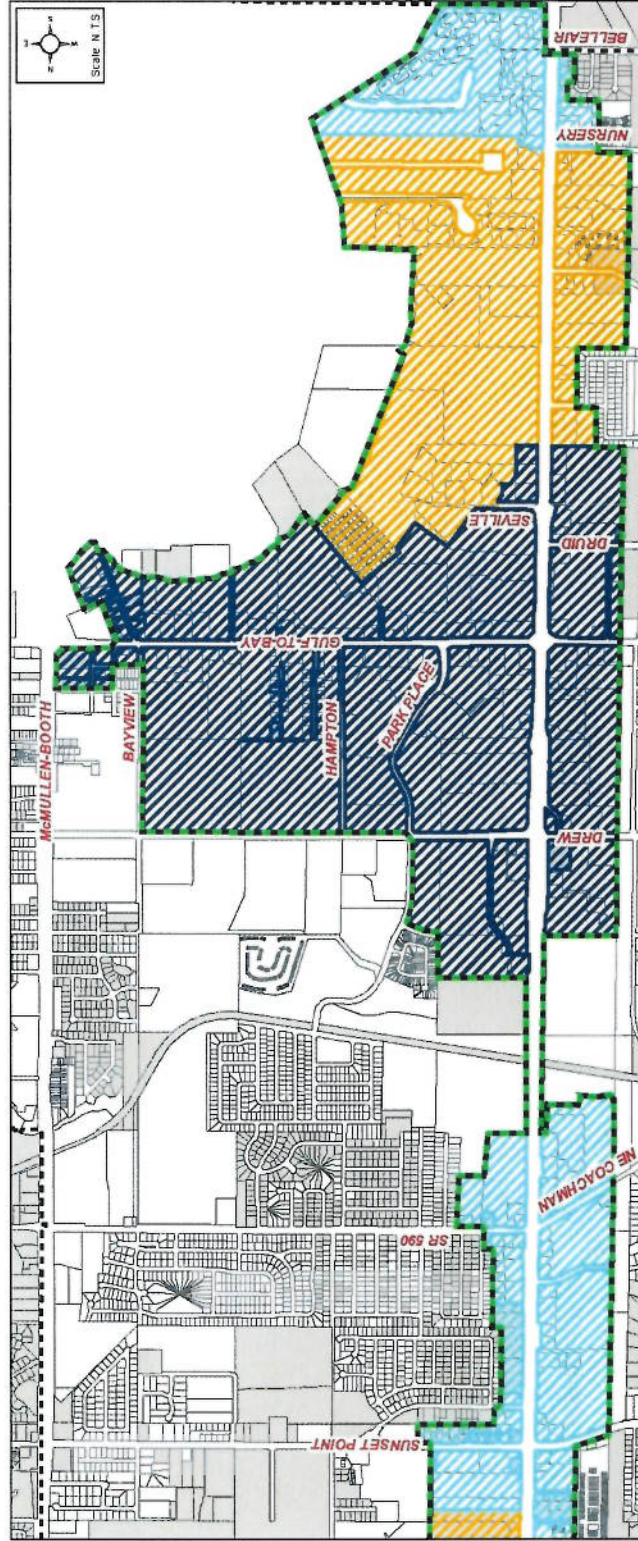 S
E
W
N
Scale N.T.S.
BELLEAIR
NURSERY
SEVILLE
DRUID
GULF-TO-BAY
McMULLEN-BOOTH
BAYVIEW
HAMPTON
PARK PLACE
DREW
NE COACHMAN
SR 590
SUNSET POINT